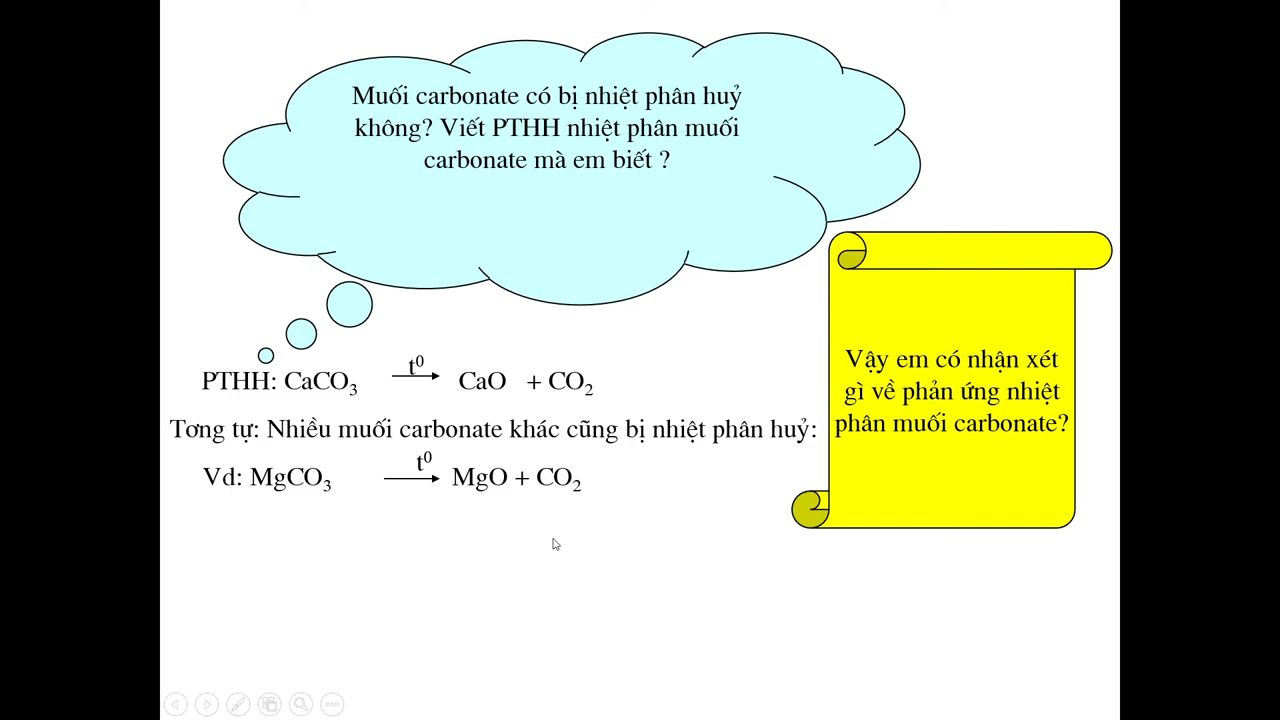 Muối carbonate có bị nhiệt phân huỷ
không? Viết PTHH nhiệt phân muối
carbonate mà em biết ?
PTHH: CaCO₃ t⁰ → CaO + CO₂
Tơng tự: Nhiều muối carbonate khác cũng bị nhiệt phân huỷ:
Vd: MgCO₃ t⁰ → MgO + CO₂
Vậy em có nhận xét
gì về phản ứng nhiệt
phân muối carbonate?